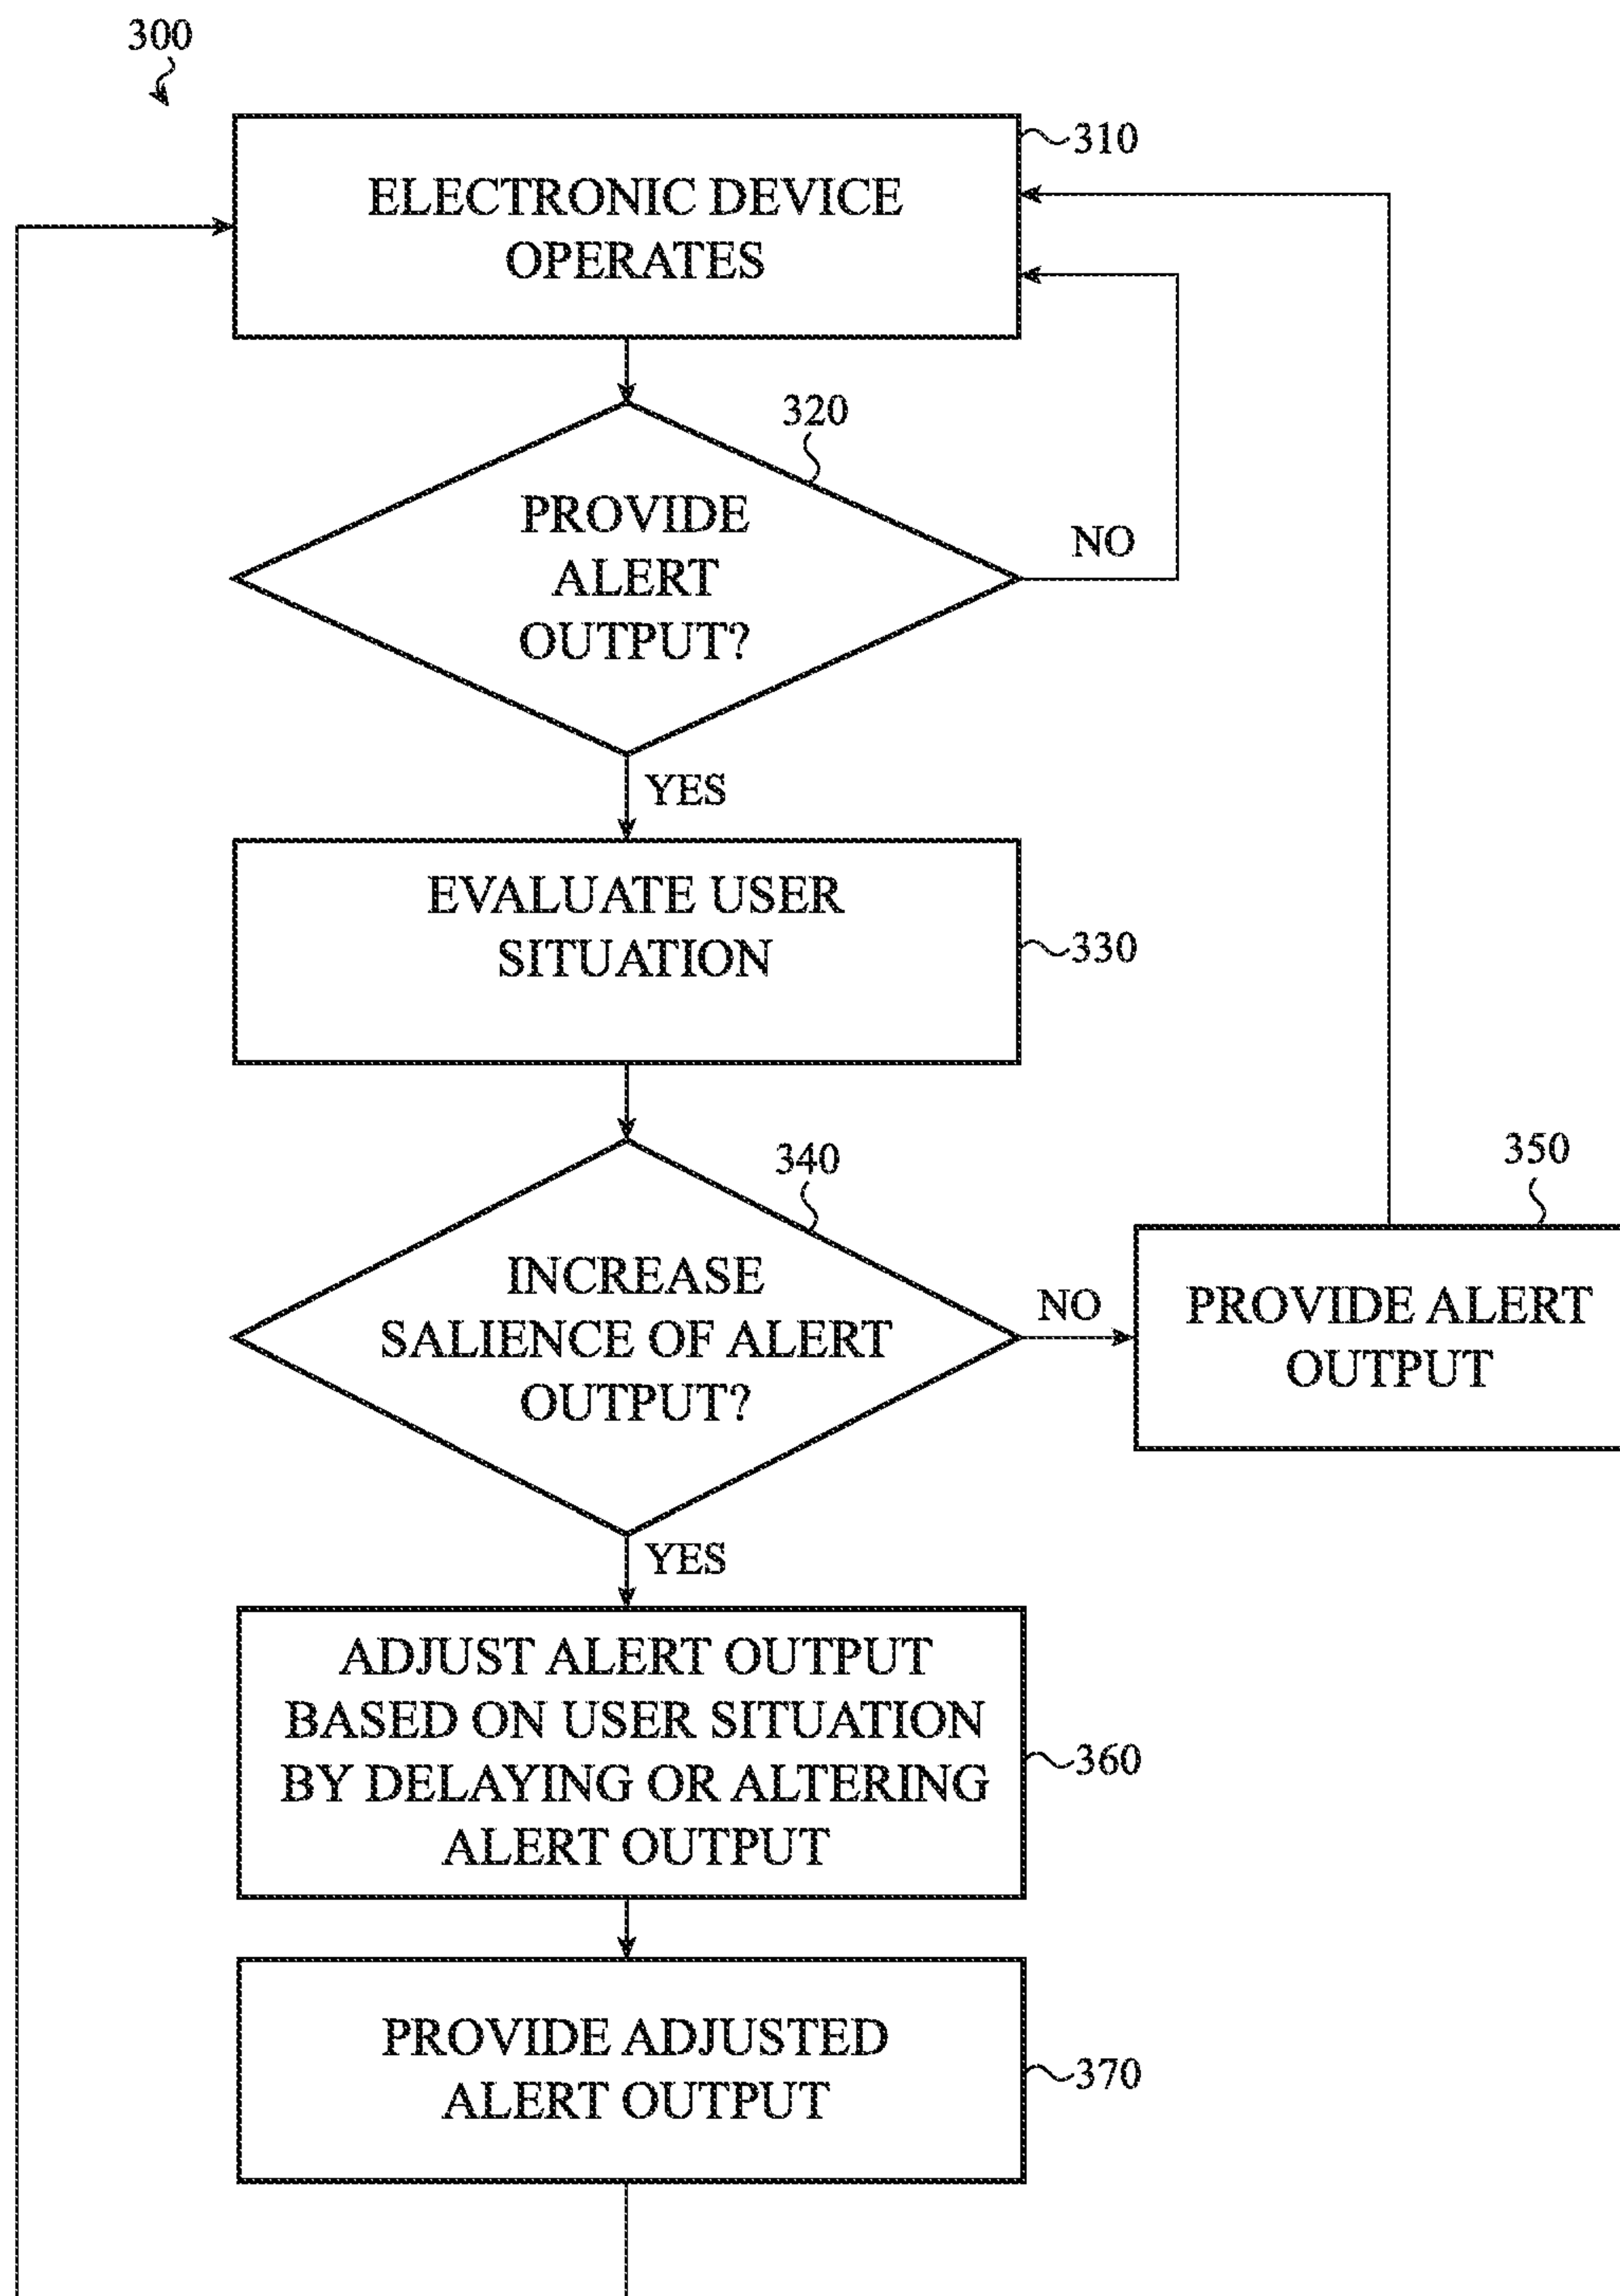 300
310
ELECTRONIC DEVICE
OPERATES
320
PROVIDE
ALERT
OUTPUT?
NO
YES
EVALUATE USER
SITUATION
330
340
INCREASE
SALIENCE OF ALERT
OUTPUT?
NO
350
PROVIDE ALERT
OUTPUT
YES
ADJUST ALERT OUTPUT
BASED ON USER SITUATION
BY DELAYING OR ALTERING
ALERT OUTPUT
360
PROVIDE ADJUSTED
ALERT OUTPUT
370